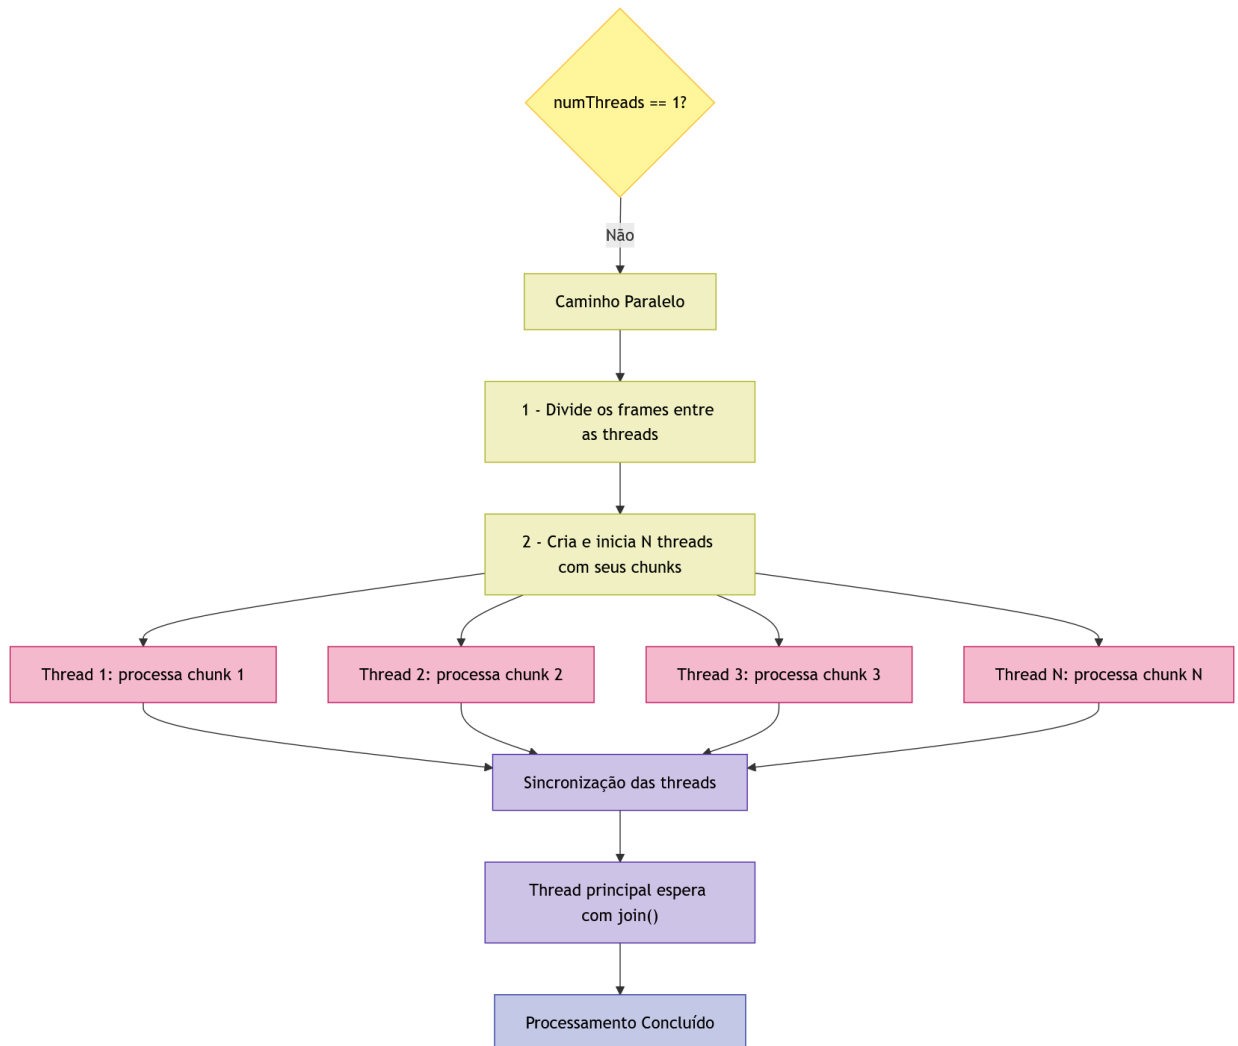 numThreads == 1?
Não
Caminho Paralelo
1 - Divide os frames entre
as threads
2 - Cria e inicia N threads
com seus chunks
Thread 1: processa chunk 1
Thread 2: processa chunk 2
Thread 3: processa chunk 3
Thread N: processa chunk N
Sincronização das threads
Thread principal espera
com join()
Processamento Concluído